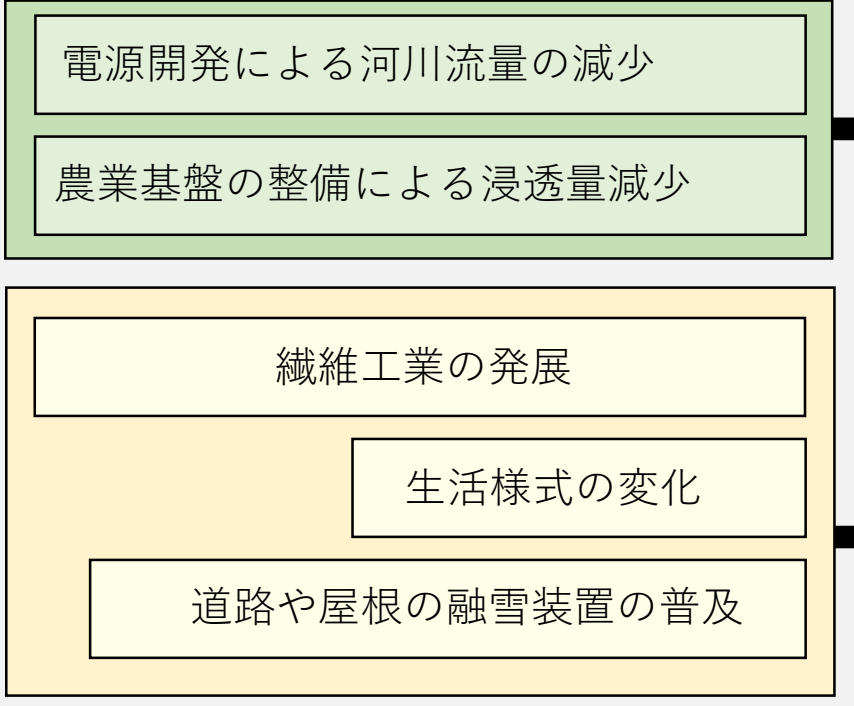 電源開発による河川流量の減少
農業基盤の整備による浸透量減少
繊維工業の発展
生活様式の変化
道路や屋根の融雪装置の普及